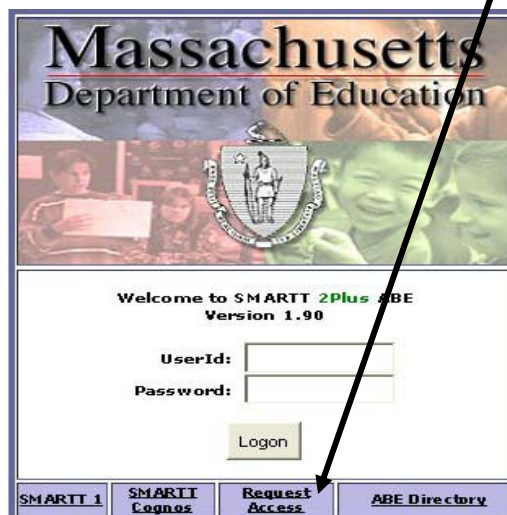 Massachusetts
Department of Education
Welcome to SMARTT 2Plus ABE
Version 1.90
UserId:
Password:
Logon
SMARTT 1
SMARTT
Cognos
Request
Access
ABE Directory